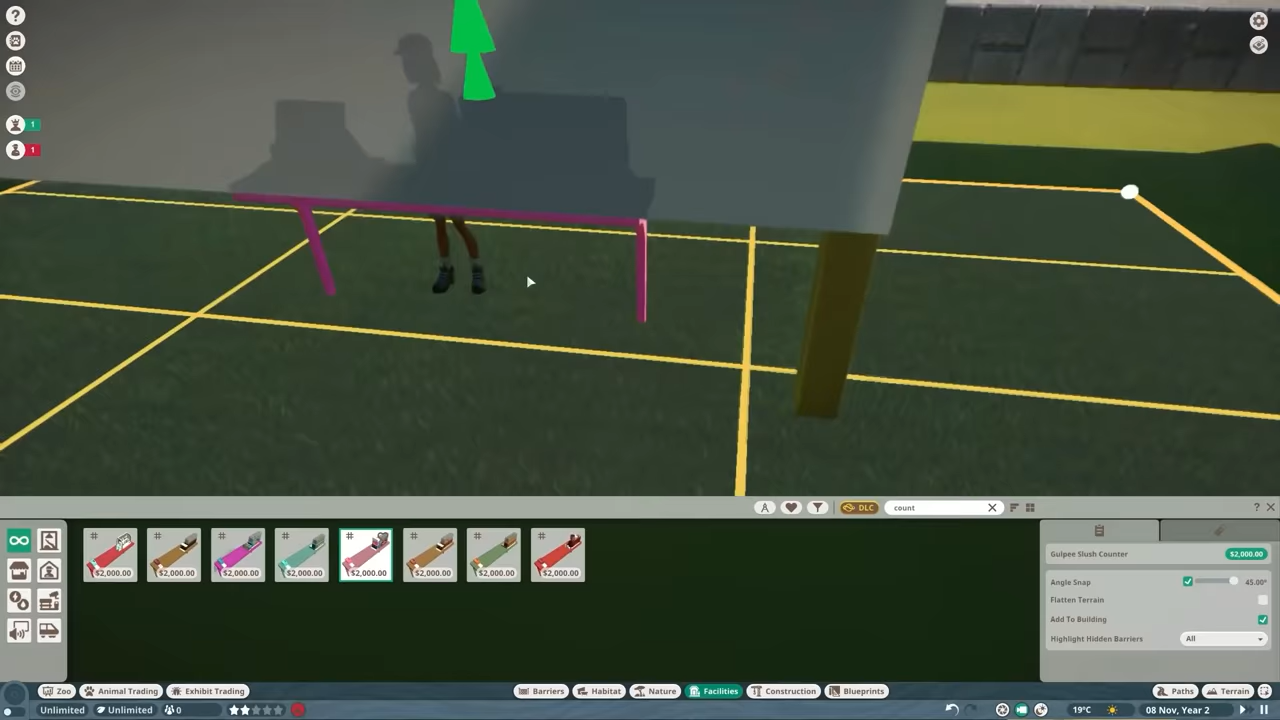 ?
1
1
DLC
count
?
#
$2,000.00
#
$2,000.00
#
$2,000.00
#
$2,000.00
#
$2,000.00
#
$2,000.00
#
$2,000.00
#
$2,000.00
Gulpee Slush Counter
$2,000.00
Angle Snap
45.00°
Flatten Terrain
Add To Building
Highlight Hidden Barriers
All
Zoo
Animal Trading
Exhibit Trading
Barriers
Habitat
Nature
Facilities
Construction
Blueprints
Paths
Terrain
Unlimited
Unlimited
0
19°C
08 Nov, Year 2